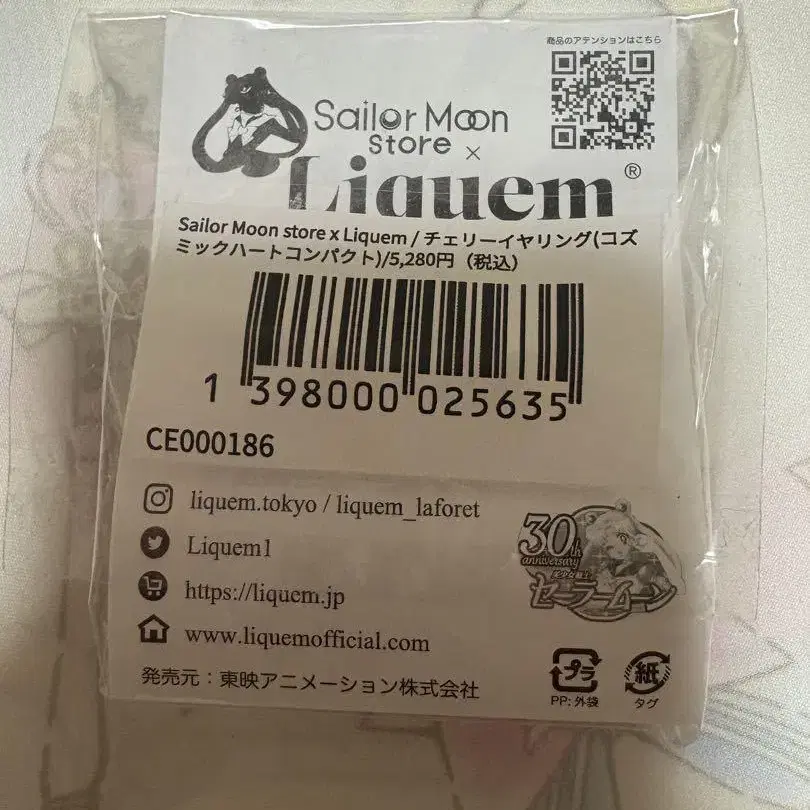 商品のアテンションはこちら
Sailor Moon
store ×
Liquem®
Sailor Moon store x Liquem / チェリーイヤリング(コズ
ミックハートコンパクト)/5,280円（税込）
1 398000 025635
CE000186
liquem.tokyo / liquem_laforet
Liquem1
https://liquem.jp
www.liquemofficial.com
30th
anniversary
美少女戦士
セーラームーン
発売元：東映アニメーション株式会社
プラ
PP: 外袋
紙
タグ